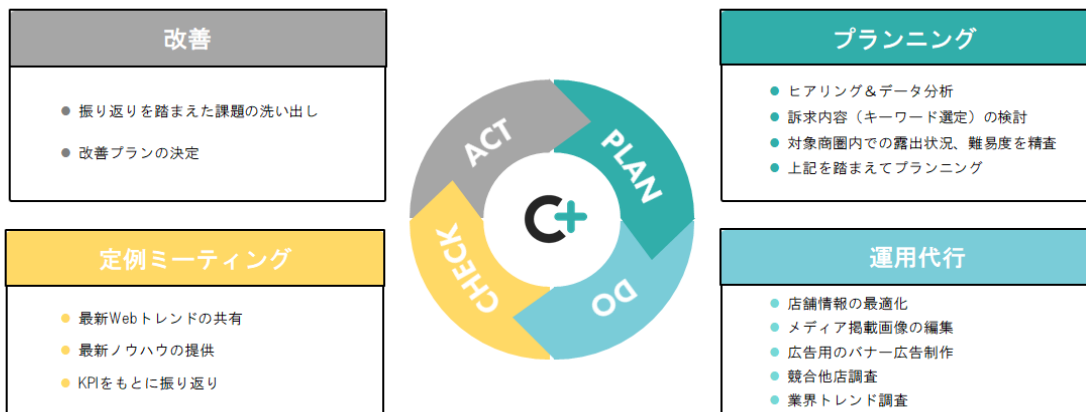 改善
振り返りを踏まえた課題の洗い出し
改善プランの決定
プランニング
ヒアリング＆データ分析
訴求内容（キーワード選定）の検討
対象商圏内での露出状況、難易度を精査
上記を踏まえてプランニング
ACT
PLAN
CHECK
DO
C+
定例ミーティング
最新Webトレンドの共有
最新ノウハウの提供
KPIをもとに振り返り
運用代行
店舗情報の最適化
メディア掲載画像の編集
広告用のバナー広告制作
競合他店調査
業界トレンド調査